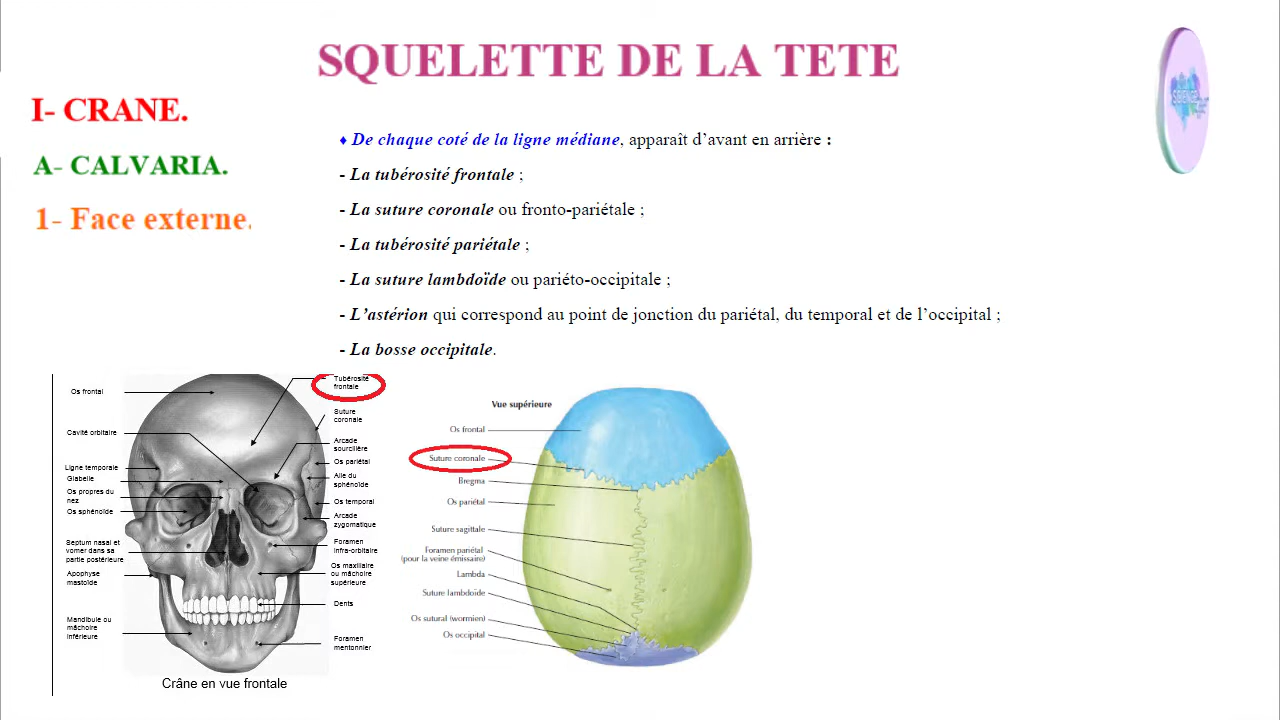 SQUELETTE DE LA TETE
I- CRANE.
A- CALVARIA.
1- Face externe.
♦ De chaque coté de la ligne médiane, apparaît d’avant en arrière :
- La tubérosité frontale ;
- La suture coronale ou fronto-pariétale ;
- La tubérosité pariétale ;
- La suture lambdoïde ou pariéto-occipitale ;
- L’astérion qui correspond au point de jonction du pariétal, du temporal et de l’occipital ;
- La bosse occipitale.
Os frontal
Cavité orbitaire
Ligne temporale
Glabelle
Os propres du
nez
Os sphénoïde
Septum nasal et
vomer dans sa
partie postérieure
Apophyse
mastoïde
Mandibule ou
mâchoire
inférieure
Tubérosité
frontale
Suture
coronale
Arcade
sourcilière
Os pariétal
Aile du
sphénoïde
Os temporal
Arcade
zygomatique
Foramen
infra-orbitaire
Os maxillaire
ou mâchoire
supérieure
Dents
Foramen
mentonnier
Crâne en vue frontale
Vue supérieure
Os frontal
Suture coronale
Bregma
Os pariétal
Suture sagittale
Foramen pariétal
(pour la veine émissaire)
Lambda
Suture lambdoïde
Os sutural (wormien)
Os occipital